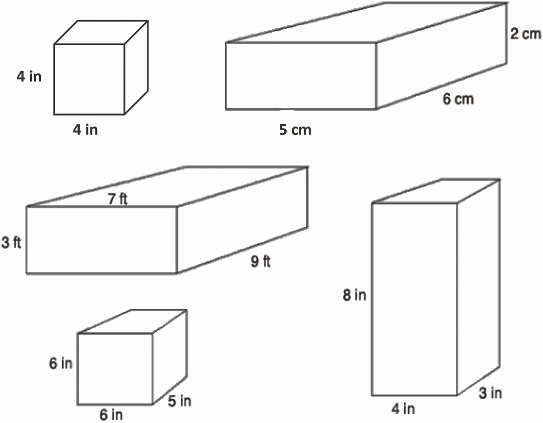 4 in
4 in
2 cm
6 cm
5 cm
7 ft
3 ft
9 ft
8 in
4 in
3 in
6 in
6 in
5 in